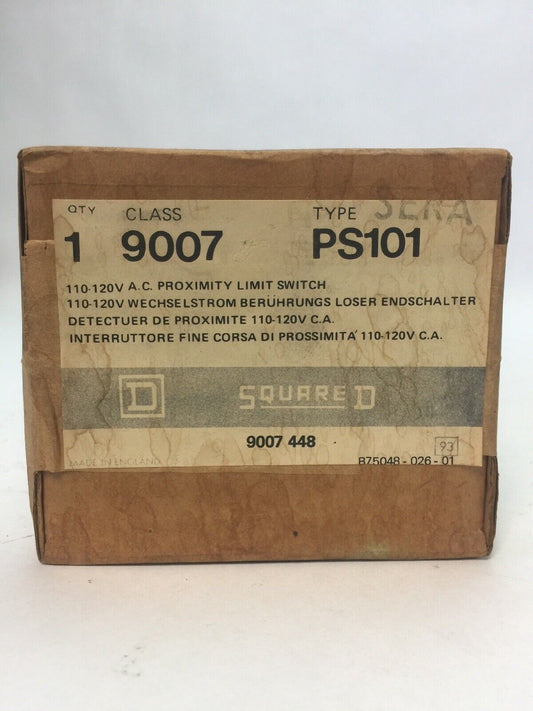 QTY CLASS TYPE SERA
1 9007 PS101
110-120V A.C. PROXIMITY LIMIT SWITCH
110-120V WECHSELSTROM BERÜHRUNGS LOSER ENDSCHALTER
DETECTUER DE PROXIMITE 110-120V C.A.
INTERRUTTORE FINE CORSA DI PROSSIMITA' 110-120V C.A.
D SQUARE D
9007 448
93
MADE IN ENGLAND B75048-026-01